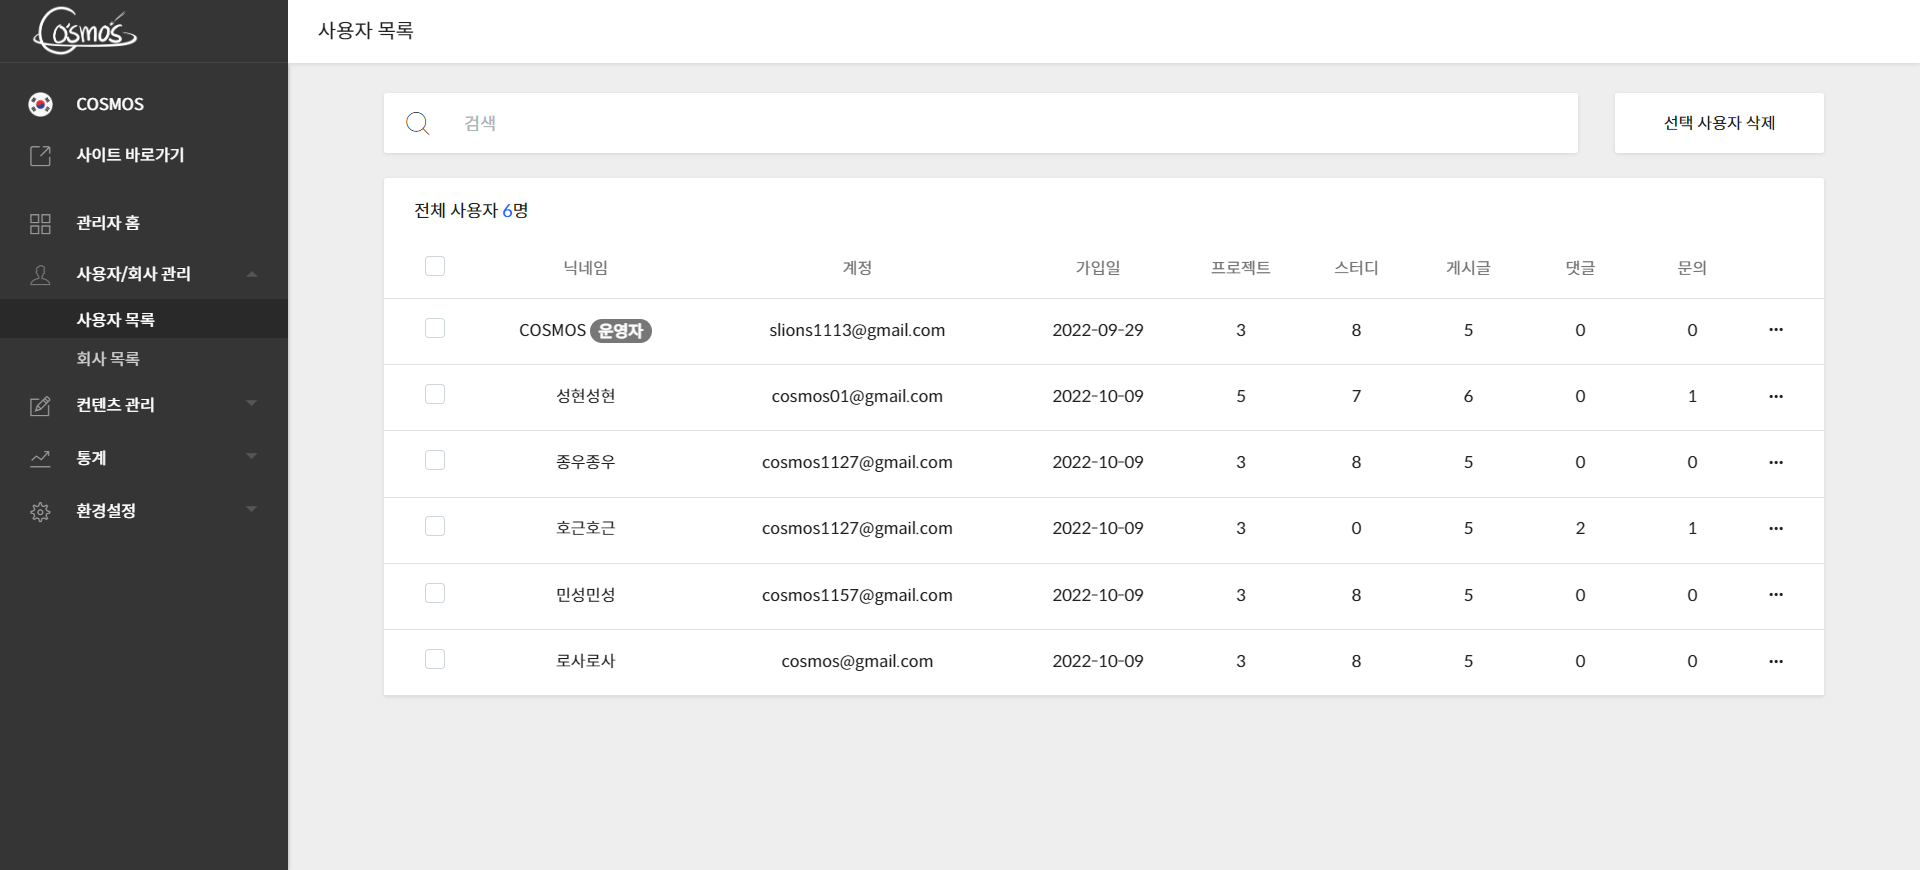 Cosmos
사용자 목록
COSMOS
사이트 바로가기
관리자 홈
사용자/회사 관리
사용자 목록
회사 목록
컨텐츠 관리
통계
환경설정
검색
선택 사용자 삭제
전체 사용자 6명
닉네임 계정 가입일 프로젝트 스터디 게시글 댓글 문의
COSMOS 운영자 slions1113@gmail.com 2022-09-29 3 8 5 0 0 ···
성현성현 cosmos01@gmail.com 2022-10-09 5 7 6 0 1 ···
종우종우 cosmos1127@gmail.com 2022-10-09 3 8 5 0 0 ···
호근호근 cosmos1127@gmail.com 2022-10-09 3 0 5 2 1 ···
민성민성 cosmos1157@gmail.com 2022-10-09 3 8 5 0 0 ···
로사로사 cosmos@gmail.com 2022-10-09 3 8 5 0 0 ···